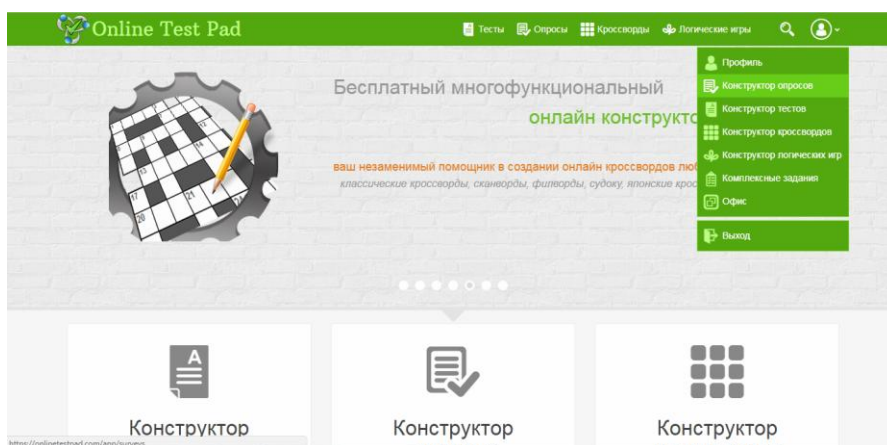 Online Test Pad
Тесты
Опросы
Кроссворды
Логические игры
Профиль
Конструктор опросов
Конструктор тестов
Конструктор кроссвордов
Конструктор логических игр
Комплексные задания
Офис
Выход
Бесплатный многофункциональный
онлайн конструкто
ваш незаменимый помощник в создании онлайн кроссвордов люб
классические кроссворды, сканворды, филворды, судоку, японские крос
A
Конструктор
Конструктор
Конструктор
https://onlinetestpad.com/app/surveys